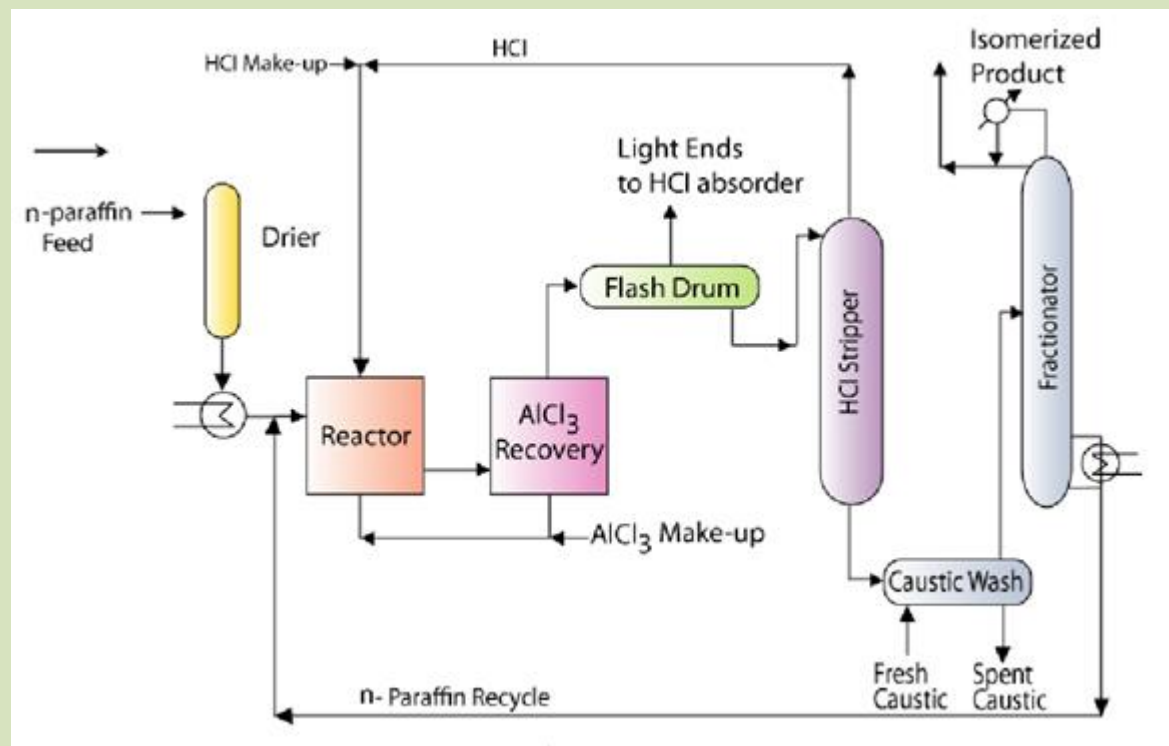 HCl
HCl Make-up
Isomerized
Product
Light Ends
to HCl absorder
n-paraffin
Feed
Drier
Flash Drum
HCl Stripper
Fractionator
Reactor
AlCl₃
Recovery
AlCl₃ Make-up
Caustic Wash
Fresh
Caustic
Spent
Caustic
n- Paraffin Recycle